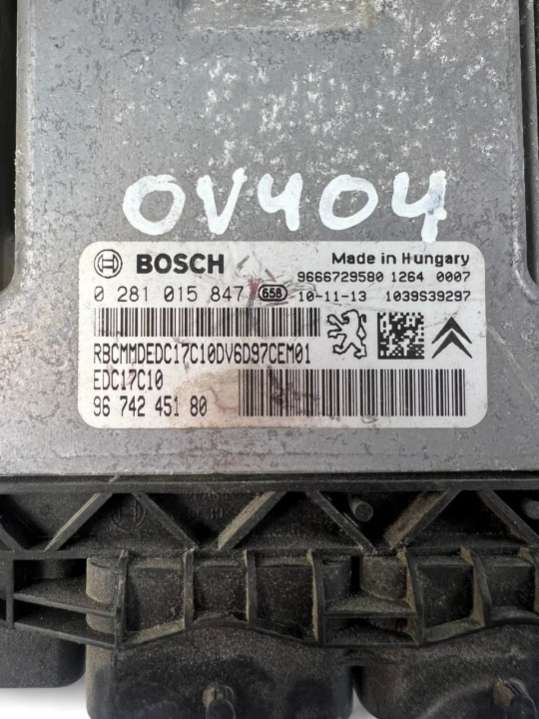 OV404
BOSCH
Made in Hungary
9666729580 1264 0007
0 281 015 847 658 10-11-13 1039S39297
RBCMMDEDC17C10DV6D97CEM01
EDC17C10
96 742 451 80